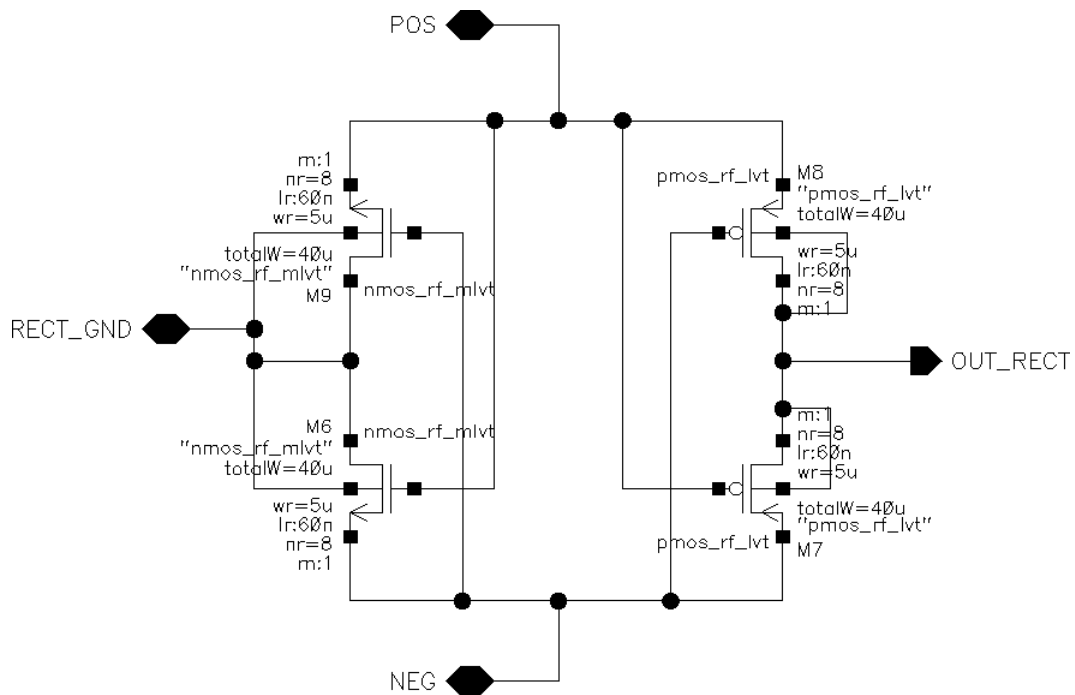 POS
m:1
nr=8
lr:60n
wr=5u
totalW=40u
"nmos_rf_mlvt"
M9
nmos_rf_mlvt
pmos_rf_lvt
M8
"pmos_rf_lvt"
totalW=40u
wr=5u
lr:60n
nr=8
m:1
RECT_GND
OUT_RECT
M6
nmos_rf_mlvt
"nmos_rf_mlvt"
totalW=40u
wr=5u
lr:60n
nr=8
m:1
m:1
nr=8
lr:60n
wr=5u
totalW=40u
"pmos_rf_lvt"
pmos_rf_lvt
M7
NEG